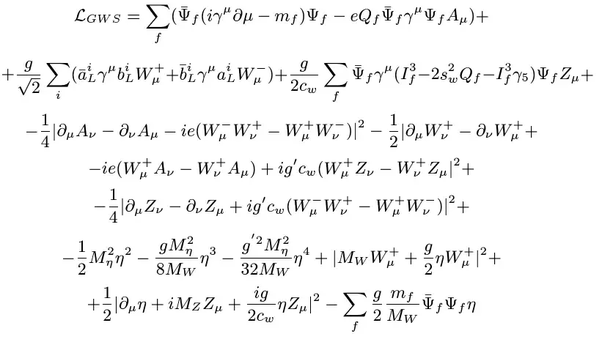 $\mathcal{L}_{GWS} = \sum_f (\bar{\Psi}_f (i\gamma^\mu \partial\mu - m_f)\Psi_f - eQ_f \bar{\Psi}_f \gamma^\mu \Psi_f A_\mu) +$
$+ \frac{g}{\sqrt{2}} \sum_i (\bar{a}_L^i \gamma^\mu b_L^i W_\mu^+ + \bar{b}_L^i \gamma^\mu a_L^i W_\mu^-) + \frac{g}{2c_w} \sum_f \bar{\Psi}_f \gamma^\mu (I_f^3 - 2s_w^2 Q_f - I_f^3 \gamma_5)\Psi_f Z_\mu +$
$- \frac{1}{4} |\partial_\mu A_\nu - \partial_\nu A_\mu - ie(W_\mu^- W_\nu^+ - W_\mu^+ W_\nu^-)|^2 - \frac{1}{2} |\partial_\mu W_\nu^+ - \partial_\nu W_\mu^+ +$
$- ie(W_\mu^+ A_\nu - W_\nu^+ A_\mu) + ig'c_w(W_\mu^+ Z_\nu - W_\nu^+ Z_\mu|^2 +$
$- \frac{1}{4} |\partial_\mu Z_\nu - \partial_\nu Z_\mu + ig'c_w(W_\mu^- W_\nu^+ - W_\mu^+ W_\nu^-)|^2 +$
$- \frac{1}{2} M_\eta^2 \eta^2 - \frac{gM_\eta^2}{8M_W} \eta^3 - \frac{g'^2 M_\eta^2}{32M_W} \eta^4 + |M_W W_\mu^+ + \frac{g}{2} \eta W_\mu^+|^2 +$
$+ \frac{1}{2} |\partial_\mu \eta + iM_Z Z_\mu + \frac{ig}{2c_w} \eta Z_\mu|^2 - \sum_f \frac{g}{2} \frac{m_f}{M_W} \bar{\Psi}_f \Psi_f \eta$